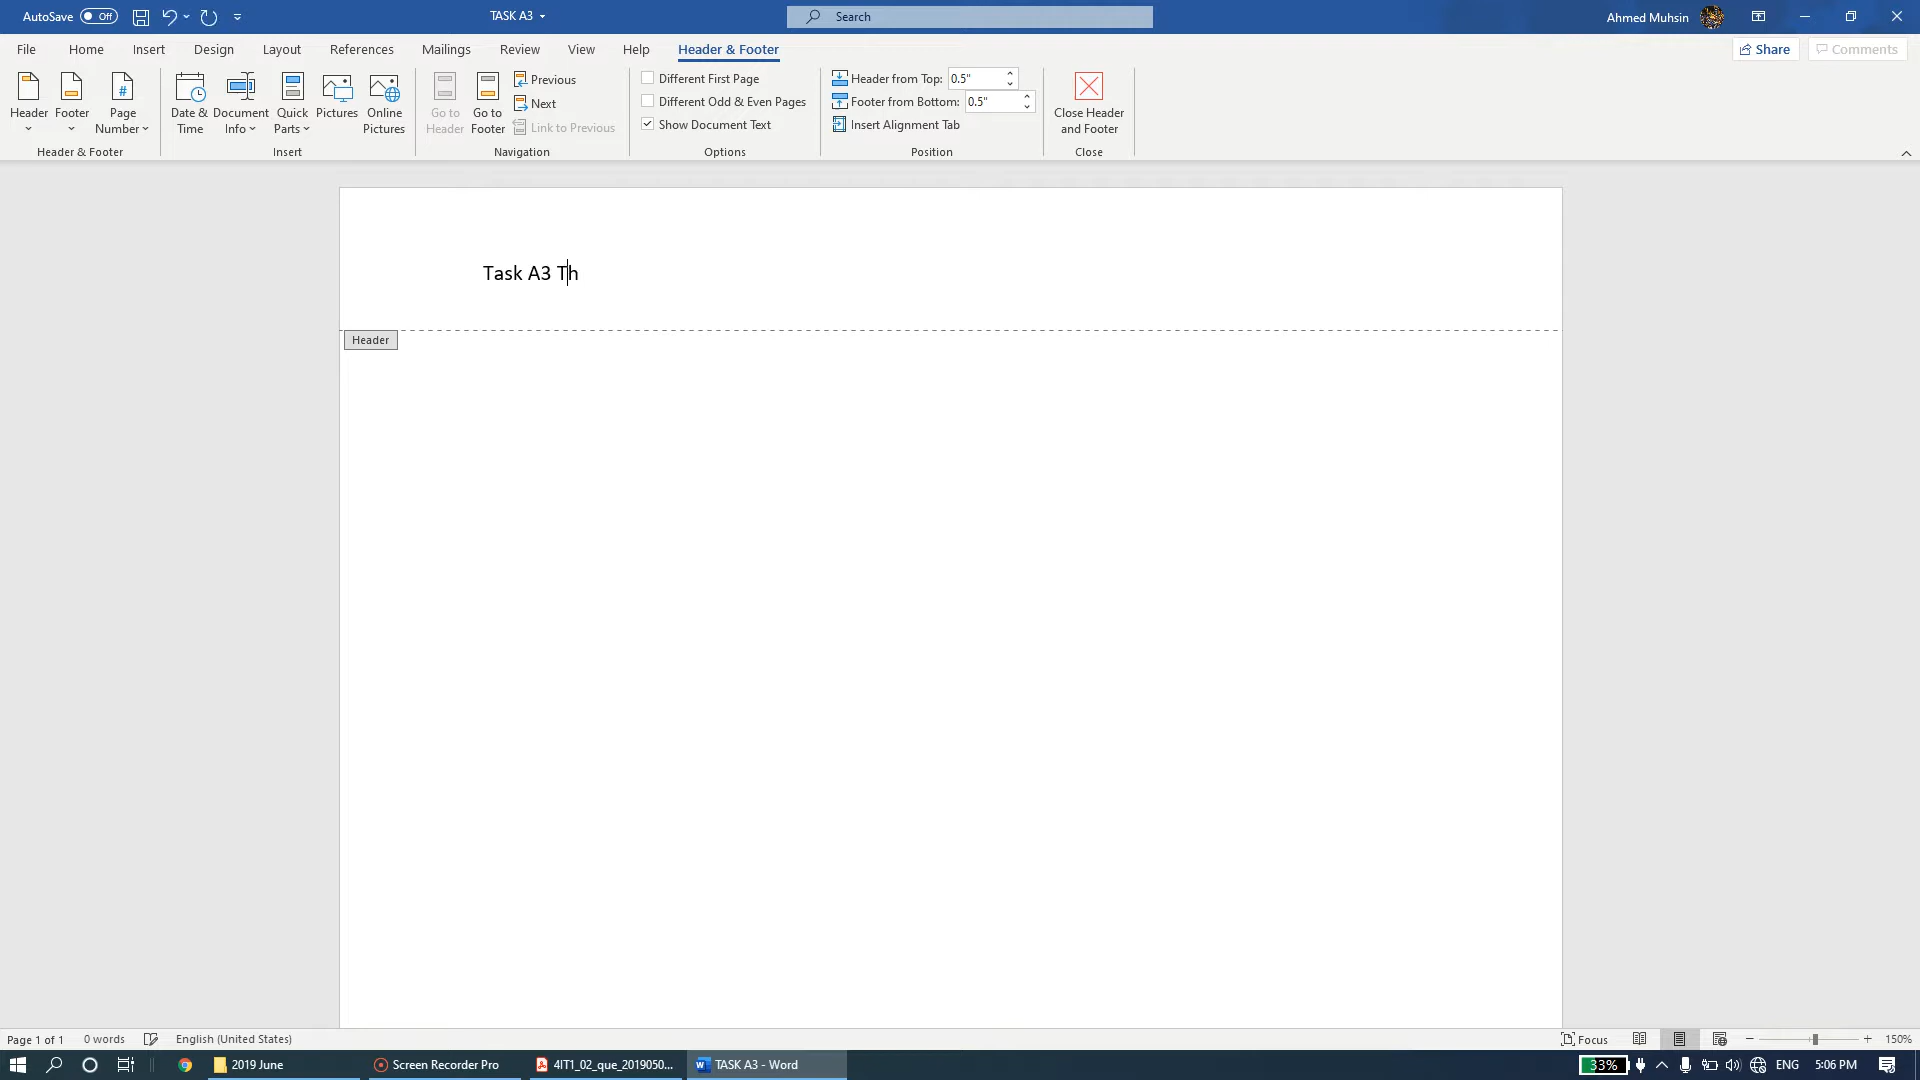 AutoSave Off TASK A3 Search Ahmed Muhsin
File Home Insert Design Layout References Mailings Review View Help Header & Footer Share Comments
Header Footer Page Number
Header & Footer
Date & Time Document Info Quick Parts Pictures Online Pictures
Insert
Go to Header Go to Footer Previous
Next
Link to Previous
Navigation
Different First Page
Different Odd & Even Pages
Show Document Text
Options
Header from Top: 0.5"
Footer from Bottom: 0.5"
Insert Alignment Tab
Position
Close Header and Footer
Close
Task A3 Th
Header
Page 1 of 1 0 words English (United States) Focus 150%
2019 June Screen Recorder Pro 4IT1_02_que_2019050... TASK A3 - Word 33% ENG 5:06 PM